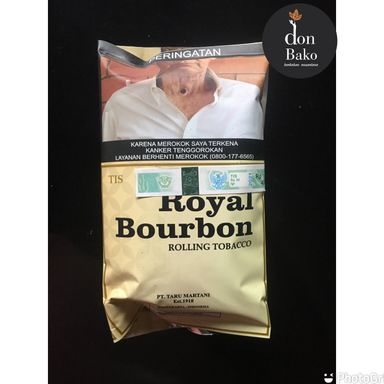 don
Bako
PERINGATAN
KARENA MEROKOK SAYA TERKENA
KANKER TENGGOROKAN
LAYANAN BERHENTI MEROKOK (0800-177-6565)
TIS
Royal
Bourbon
ROLLING TOBACCO
PT. TARU MARTANI
Est.1918